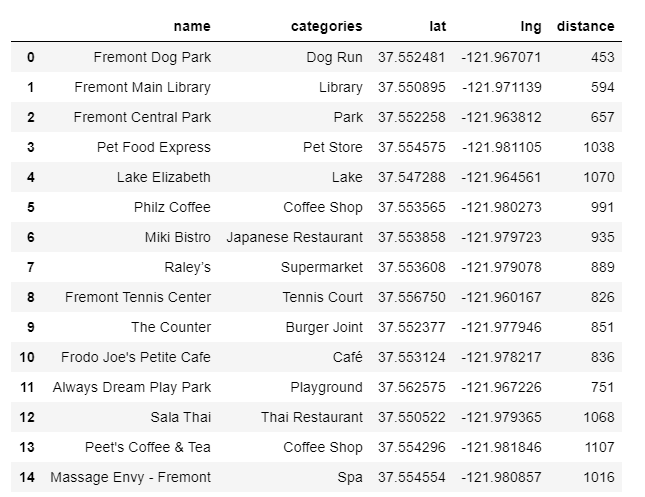 name categories lat lng distance
0 Fremont Dog Park Dog Run 37.552481 -121.967071 453
1 Fremont Main Library Library 37.550895 -121.971139 594
2 Fremont Central Park Park 37.552258 -121.963812 657
3 Pet Food Express Pet Store 37.554575 -121.981105 1038
4 Lake Elizabeth Lake 37.547288 -121.964561 1070
5 Philz Coffee Coffee Shop 37.553565 -121.980273 991
6 Miki Bistro Japanese Restaurant 37.553858 -121.979723 935
7 Raley’s Supermarket 37.553608 -121.979078 889
8 Fremont Tennis Center Tennis Court 37.556750 -121.960167 826
9 The Counter Burger Joint 37.552377 -121.977946 851
10 Frodo Joe's Petite Cafe Café 37.553124 -121.978217 836
11 Always Dream Play Park Playground 37.562575 -121.967226 751
12 Sala Thai Thai Restaurant 37.550522 -121.979365 1068
13 Peet's Coffee & Tea Coffee Shop 37.554296 -121.981846 1107
14 Massage Envy - Fremont Spa 37.554554 -121.980857 1016